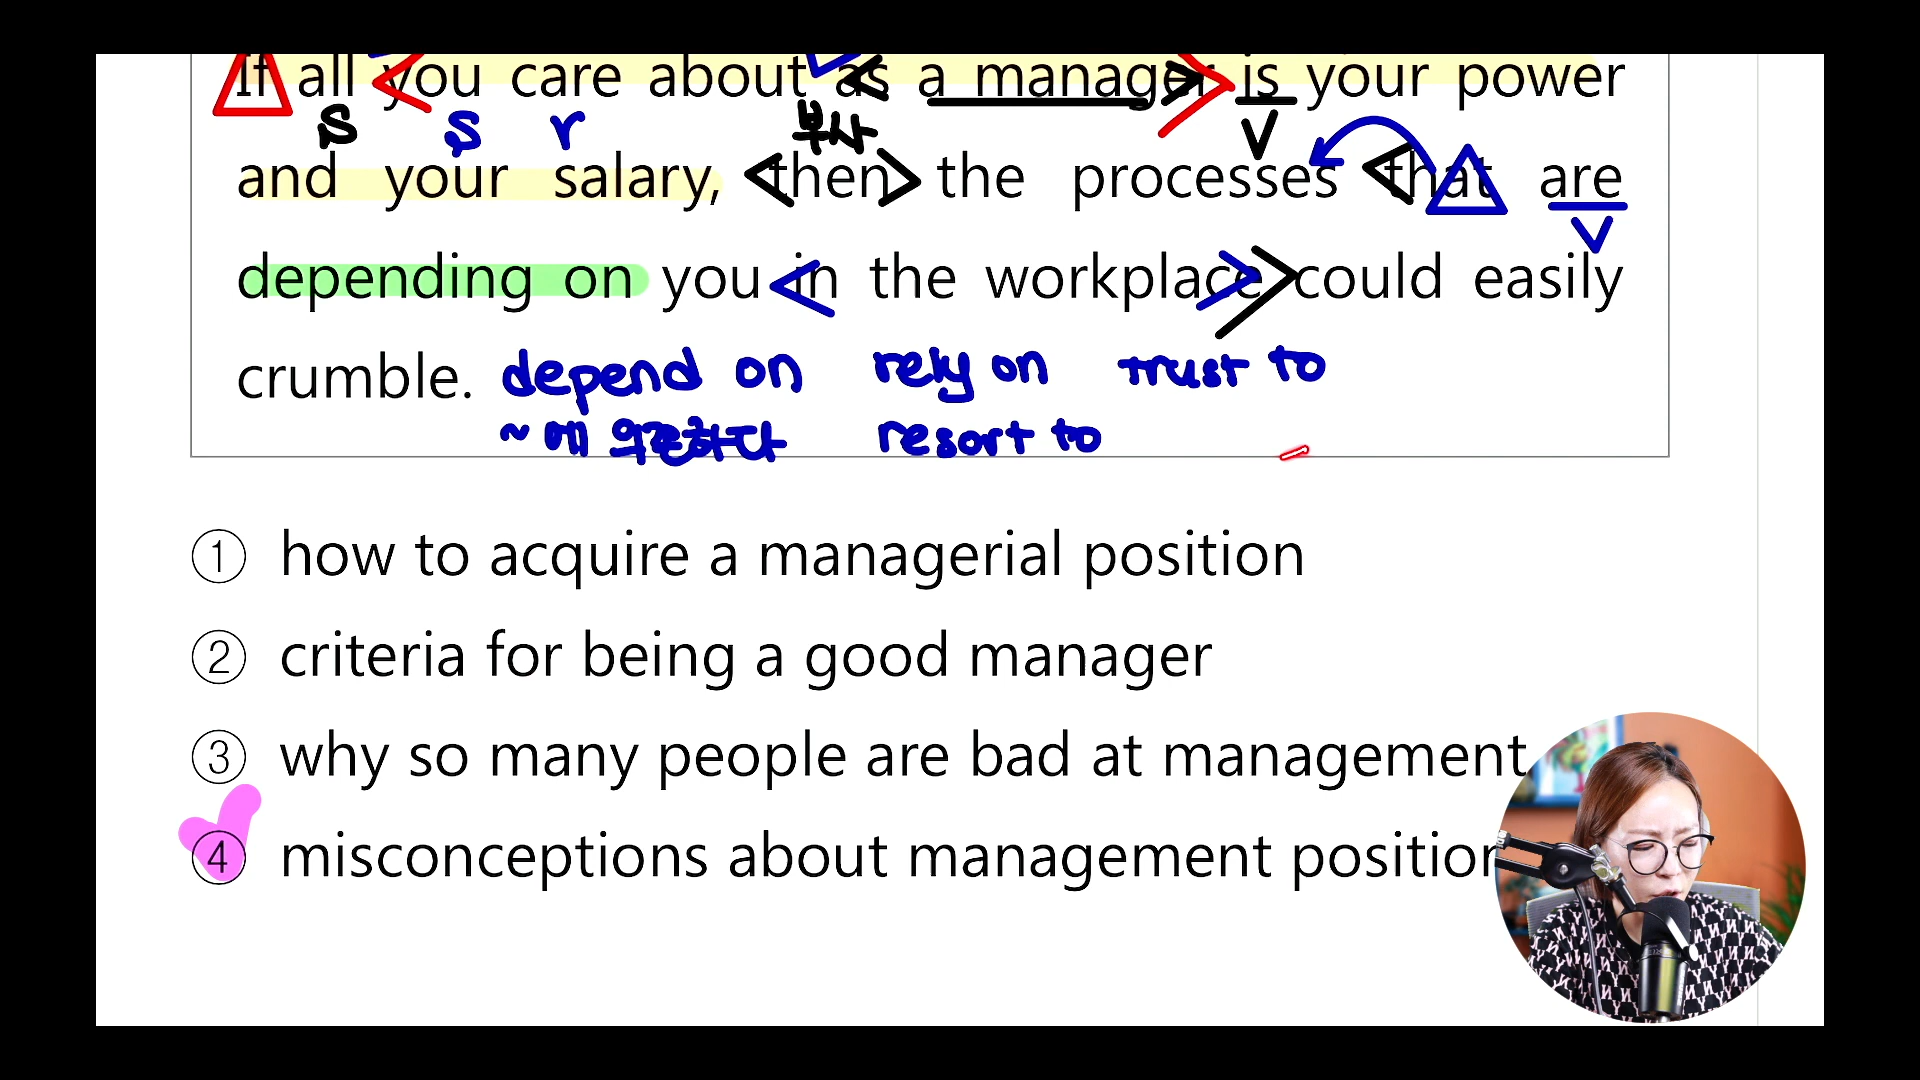 If all you care about as a manager is your power
S S r 부사 V
and your salary, then the processes that are
V
depending on you in the workplace could easily
crumble. depend on rely on trust to
~에 의존하다 resort to
① how to acquire a managerial position
② criteria for being a good manager
③ why so many people are bad at management
④ misconceptions about management position